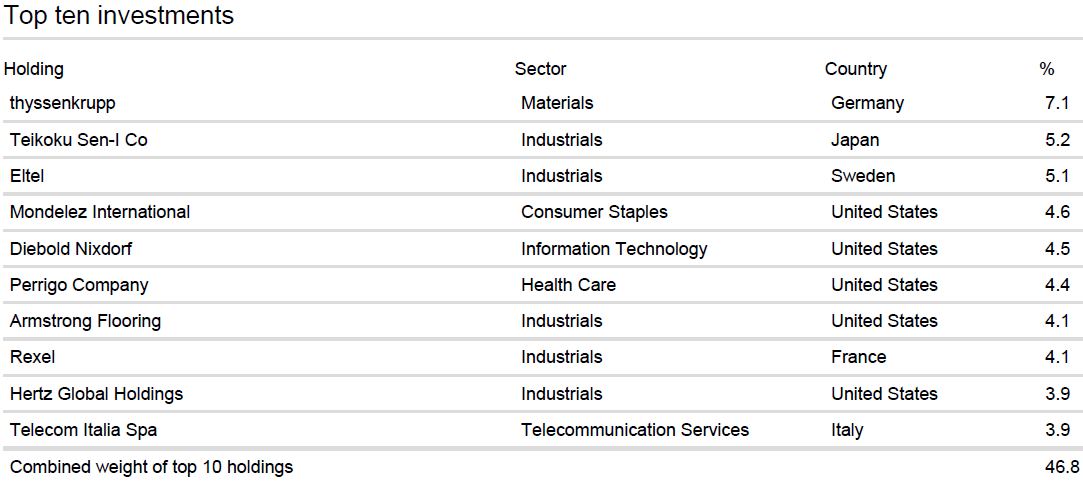 Top ten investments
Holding Sector Country %
thyssenkrupp Materials Germany 7.1
Teikoku Sen-I Co Industrials Japan 5.2
Eltel Industrials Sweden 5.1
Mondelez International Consumer Staples United States 4.6
Diebold Nixdorf Information Technology United States 4.5
Perrigo Company Health Care United States 4.4
Armstrong Flooring Industrials United States 4.1
Rexel Industrials France 4.1
Hertz Global Holdings Industrials United States 3.9
Telecom Italia Spa Telecommunication Services Italy 3.9
Combined weight of top 10 holdings 46.8